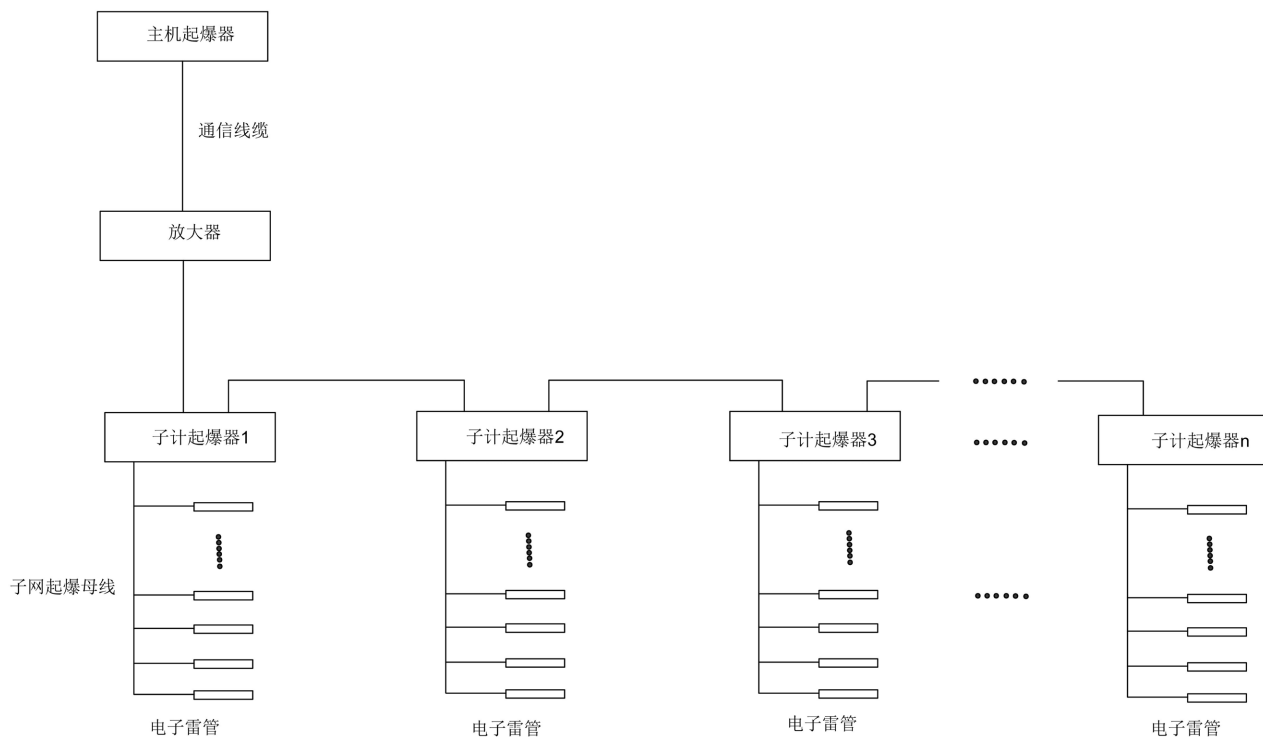 主机起爆器
通信线缆
放大器
子计起爆器1
子计起爆器2
子计起爆器3
子计起爆器n
子网起爆母线
电子雷管
电子雷管
电子雷管
电子雷管